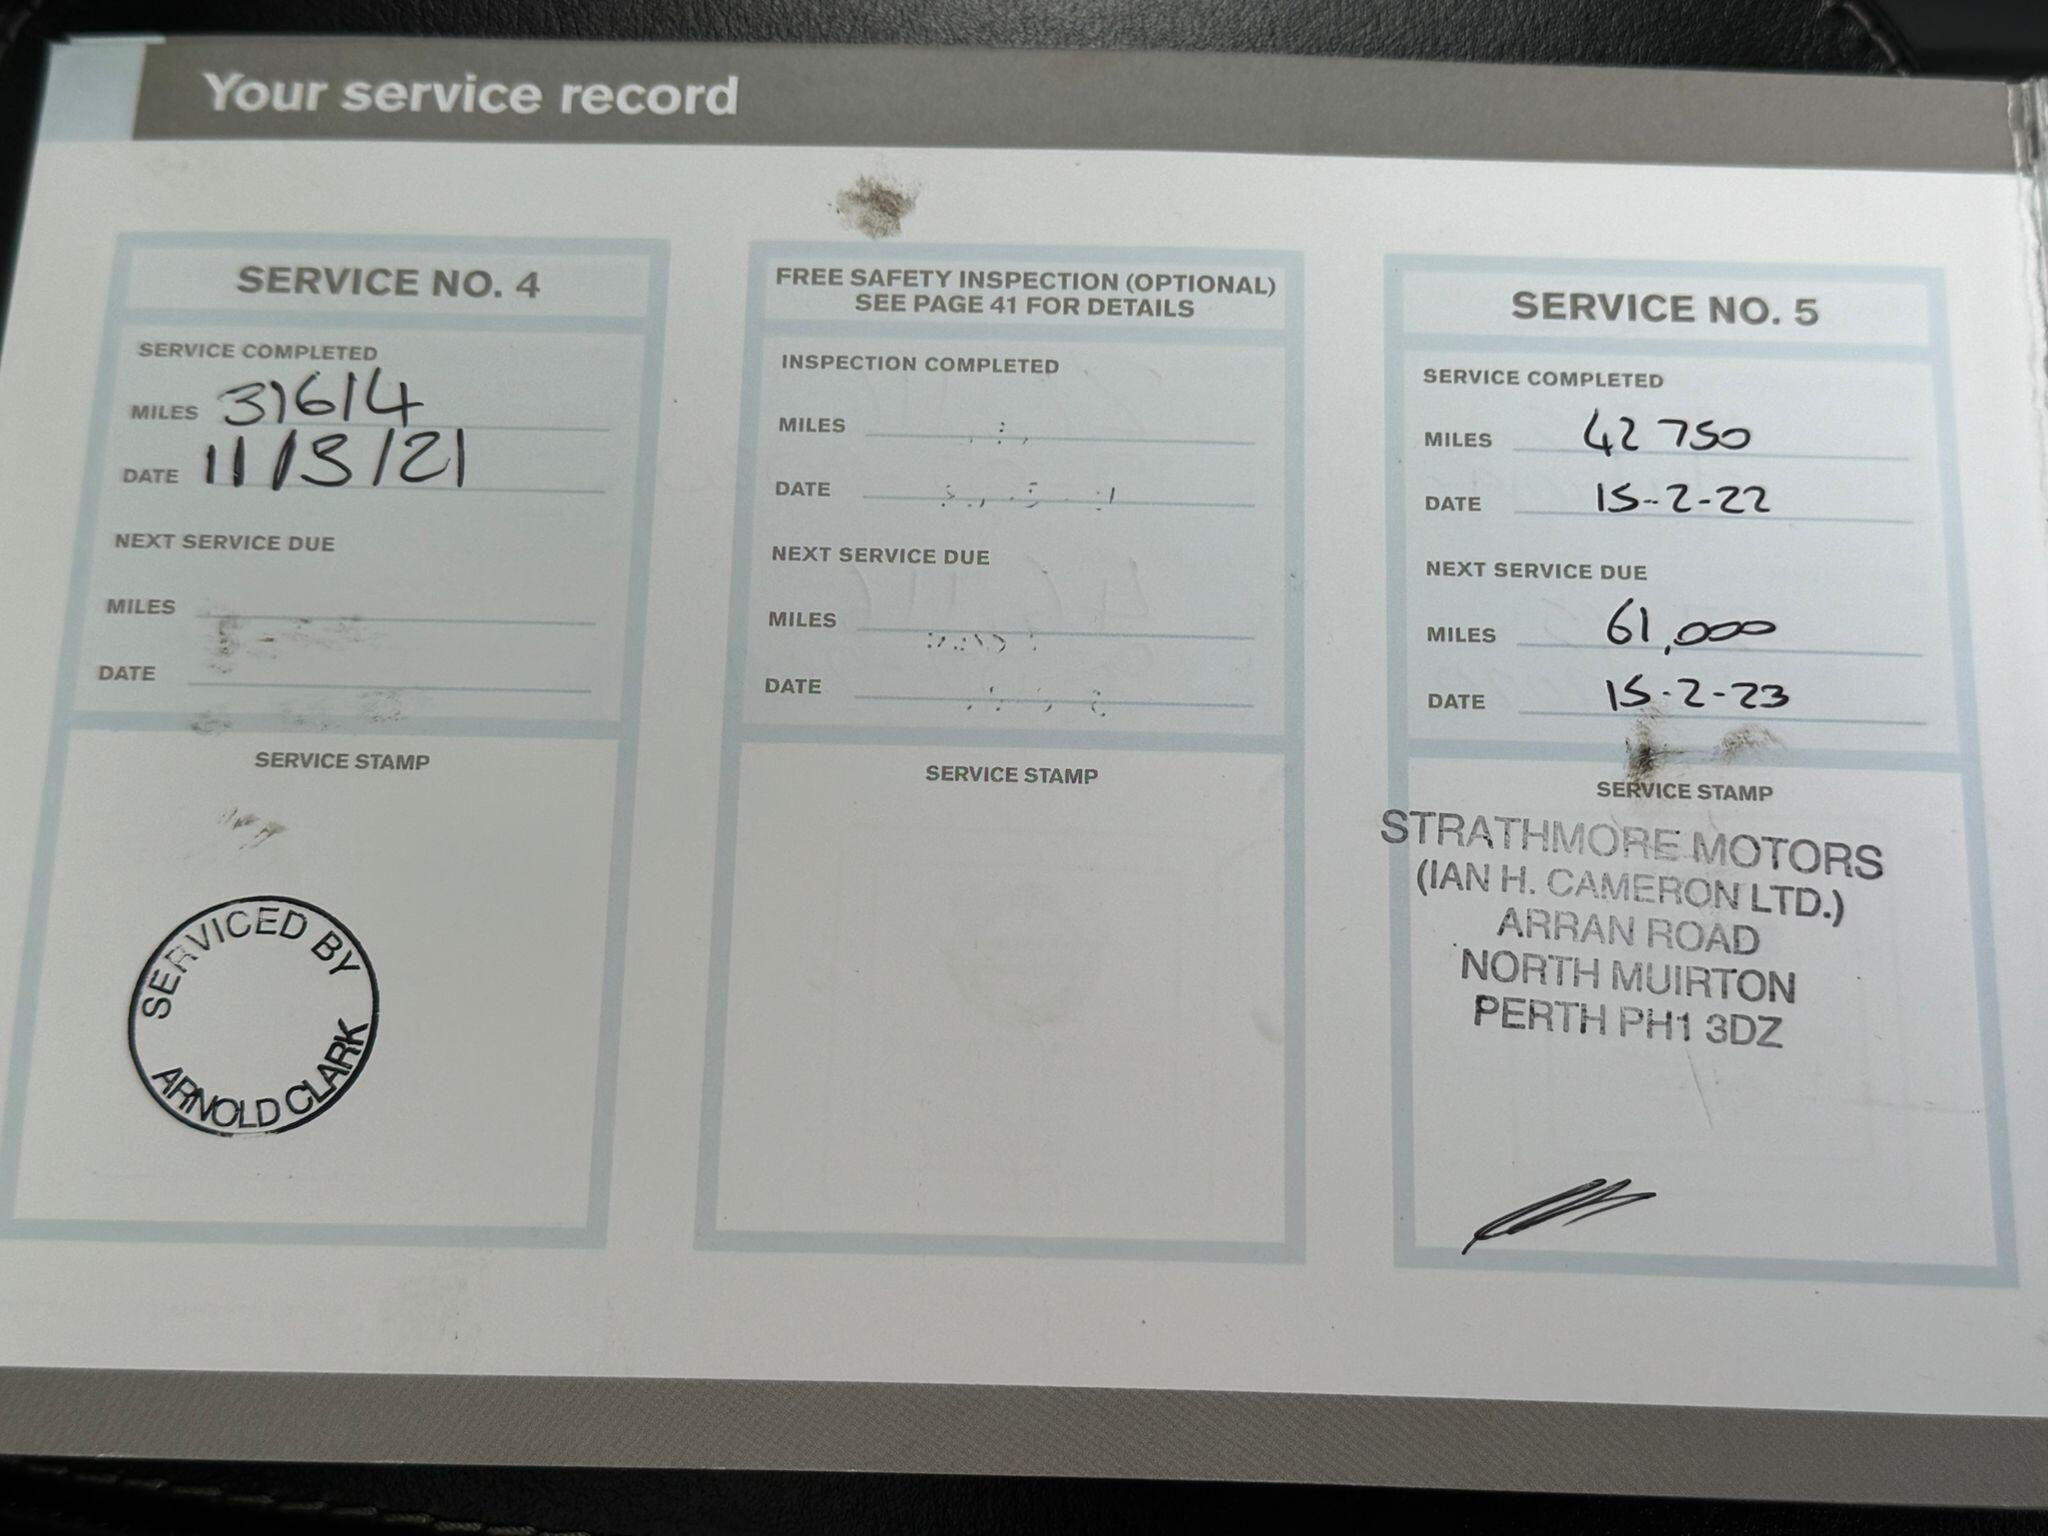 Your service record
SERVICE NO. 4
SERVICE COMPLETED
MILES 31614
DATE 11/3/21
NEXT SERVICE DUE
MILES
DATE
SERVICE STAMP
SERVICED BY
ARNOLD CLARK
FREE SAFETY INSPECTION (OPTIONAL)
SEE PAGE 41 FOR DETAILS
INSPECTION COMPLETED
MILES
DATE
NEXT SERVICE DUE
MILES
DATE
SERVICE STAMP
SERVICE NO. 5
SERVICE COMPLETED
MILES 42 750
DATE 15-2-22
NEXT SERVICE DUE
MILES 61,000
DATE 15-2-23
SERVICE STAMP
STRATHMORE MOTORS
(IAN H. CAMERON LTD.)
ARRAN ROAD
NORTH MUIRTON
PERTH PH1 3DZ